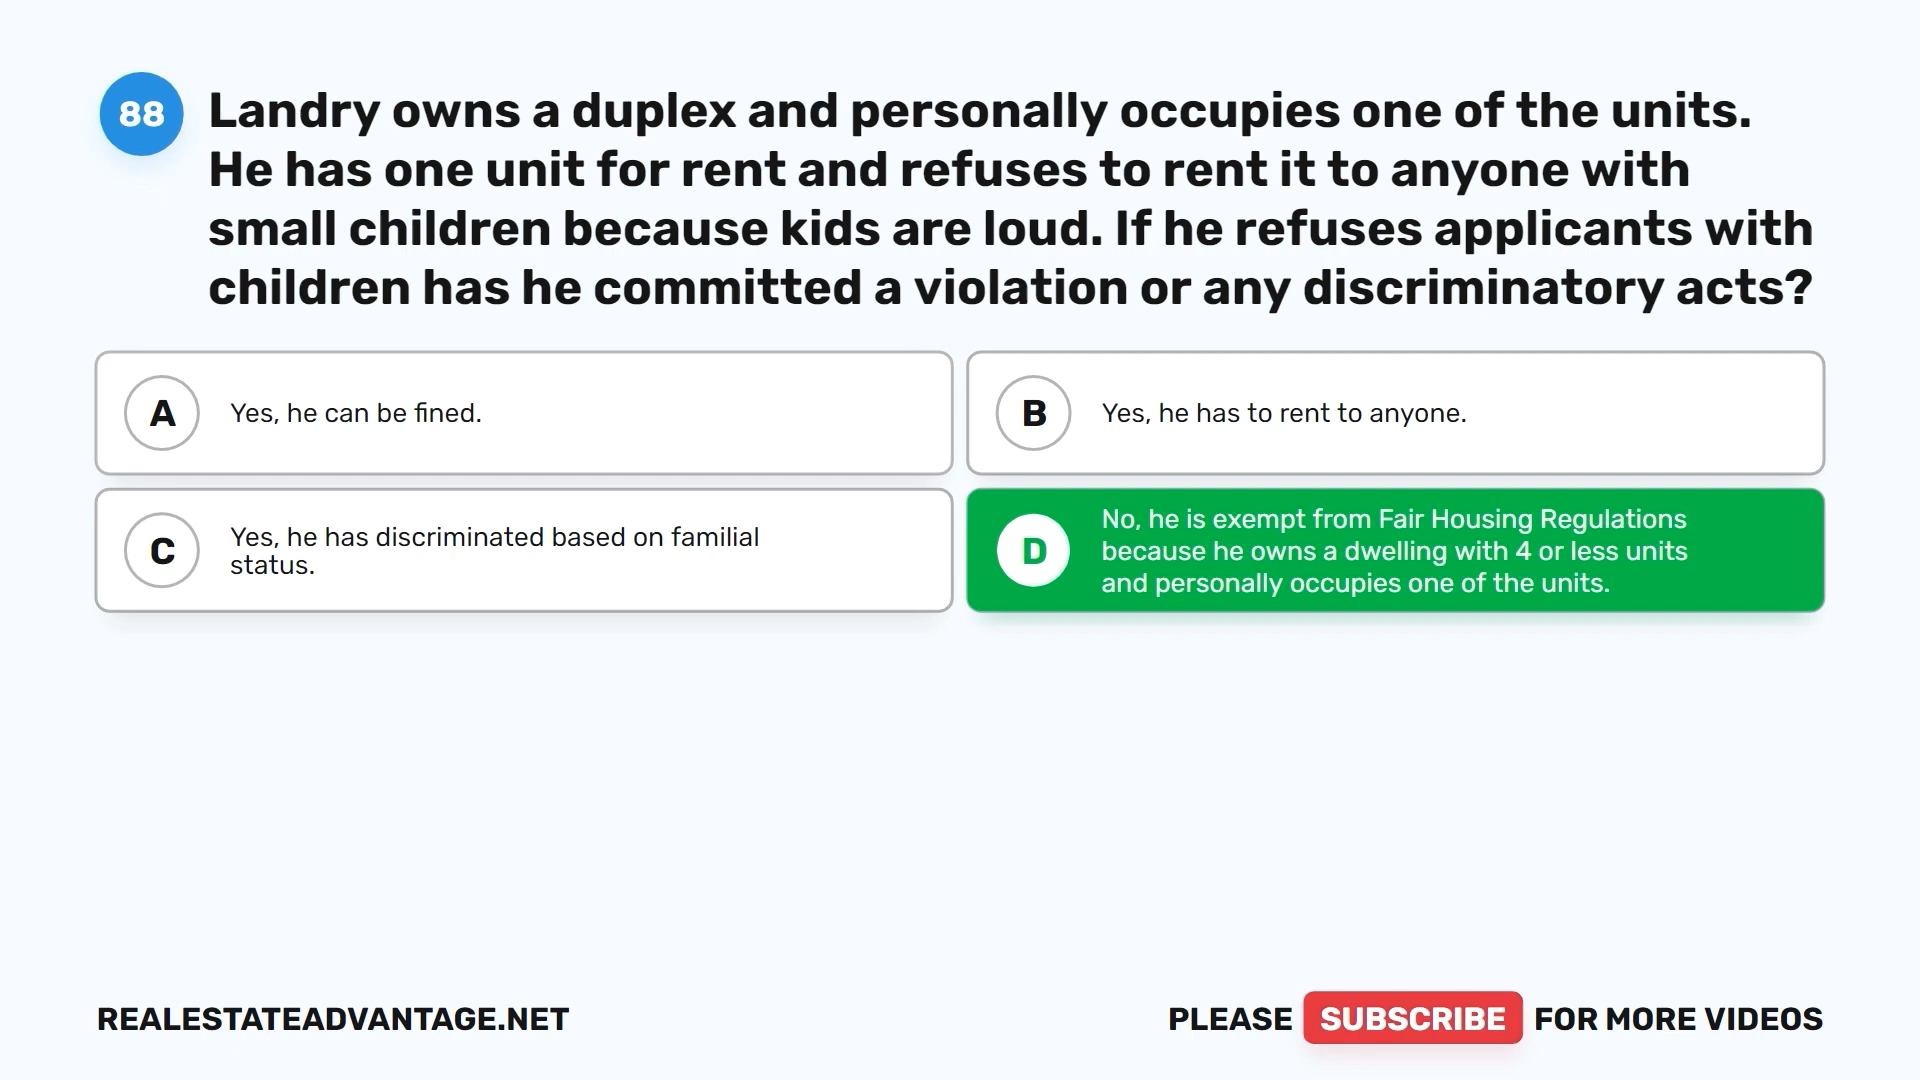 88
Landry owns a duplex and personally occupies one of the units.
He has one unit for rent and refuses to rent it to anyone with
small children because kids are loud. If he refuses applicants with
children has he committed a violation or any discriminatory acts?
A
Yes, he can be fined.
B
Yes, he has to rent to anyone.
C
Yes, he has discriminated based on familial
status.
D
No, he is exempt from Fair Housing Regulations
because he owns a dwelling with 4 or less units
and personally occupies one of the units.
REALESTATEADVANTAGE.NET
PLEASE SUBSCRIBE FOR MORE VIDEOS